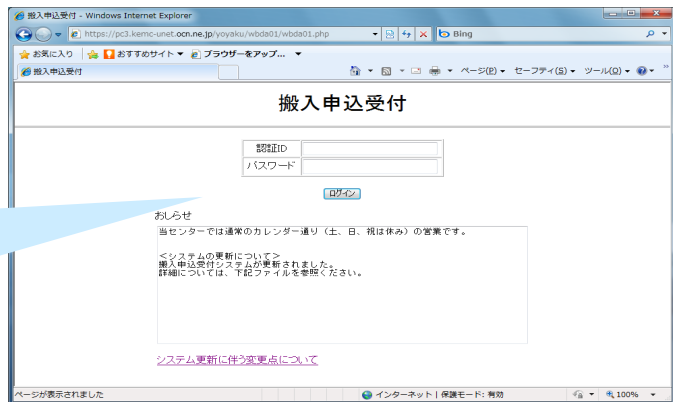 搬入申込受付 - Windows Internet Explorer
https://pc3.kemc-unet.ocn.ne.jp/yoyaku/wbda01/wbda01.php
Bing
お気に入り おすすめサイト ▼ ブラウザーをアップ... ▼
搬入申込受付 ページ(P) セーフティ(S) ツール(O) »
搬入申込受付
認証ID
パスワード
ログイン
おしらせ
当センターでは通常のカレンダー通り（土、日、祝は休み）の営業です。
＜システムの更新について＞
搬入申込受付システムが更新されました。
詳細については、下記ファイルを参照ください。
システム更新に伴う変更点について
ページが表示されました インターネット | 保護モード: 有効 100%